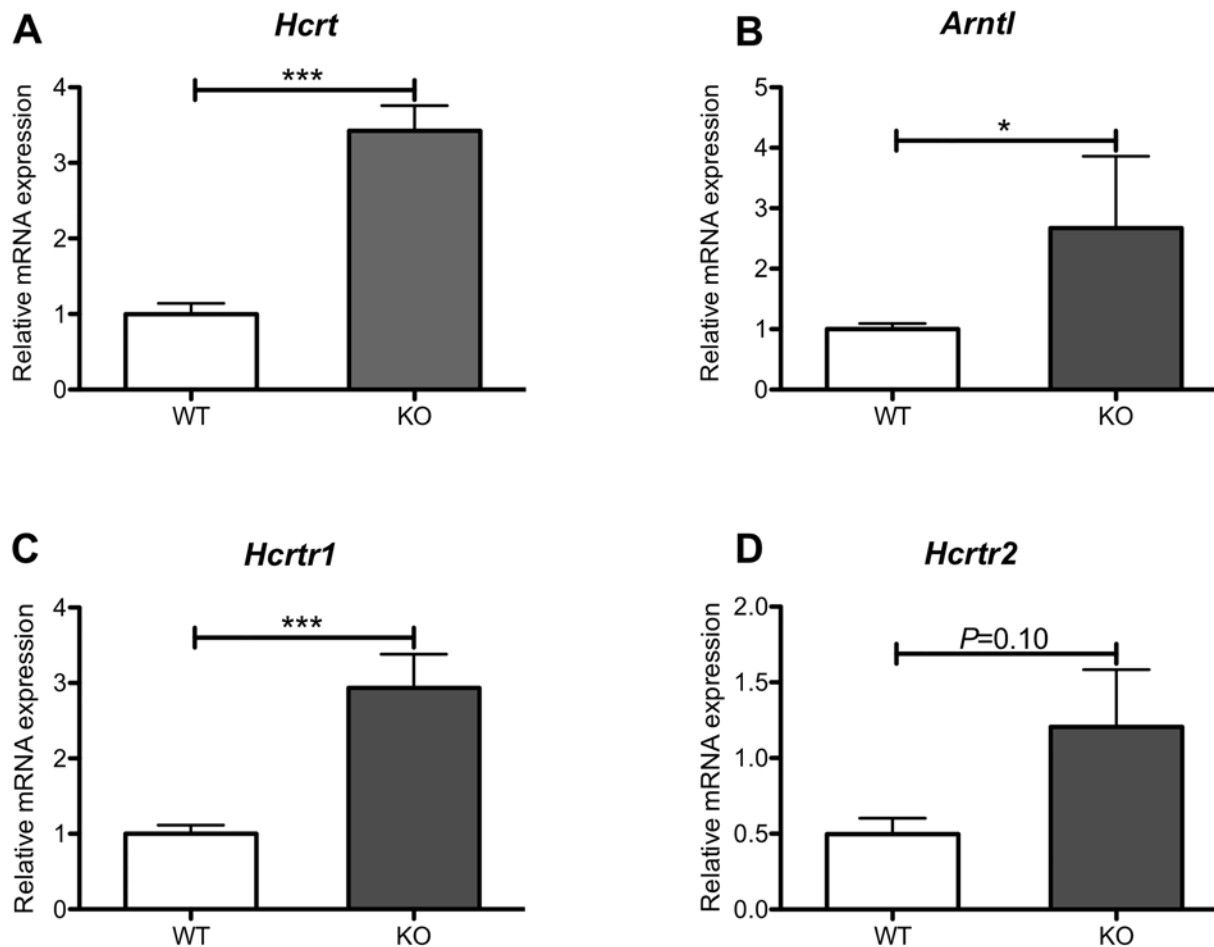 A
Hcrt
Relative mRNA expression
4
3
2
1
0
***
WT
KO
B
Arntl
Relative mRNA expression
5
4
3
2
1
0
*
WT
KO
C
Hcrtr1
Relative mRNA expression
4
3
2
1
0
***
WT
KO
D
Hcrtr2
Relative mRNA expression
2.0
1.5
1.0
0.5
0.0
P=0.10
WT
KO